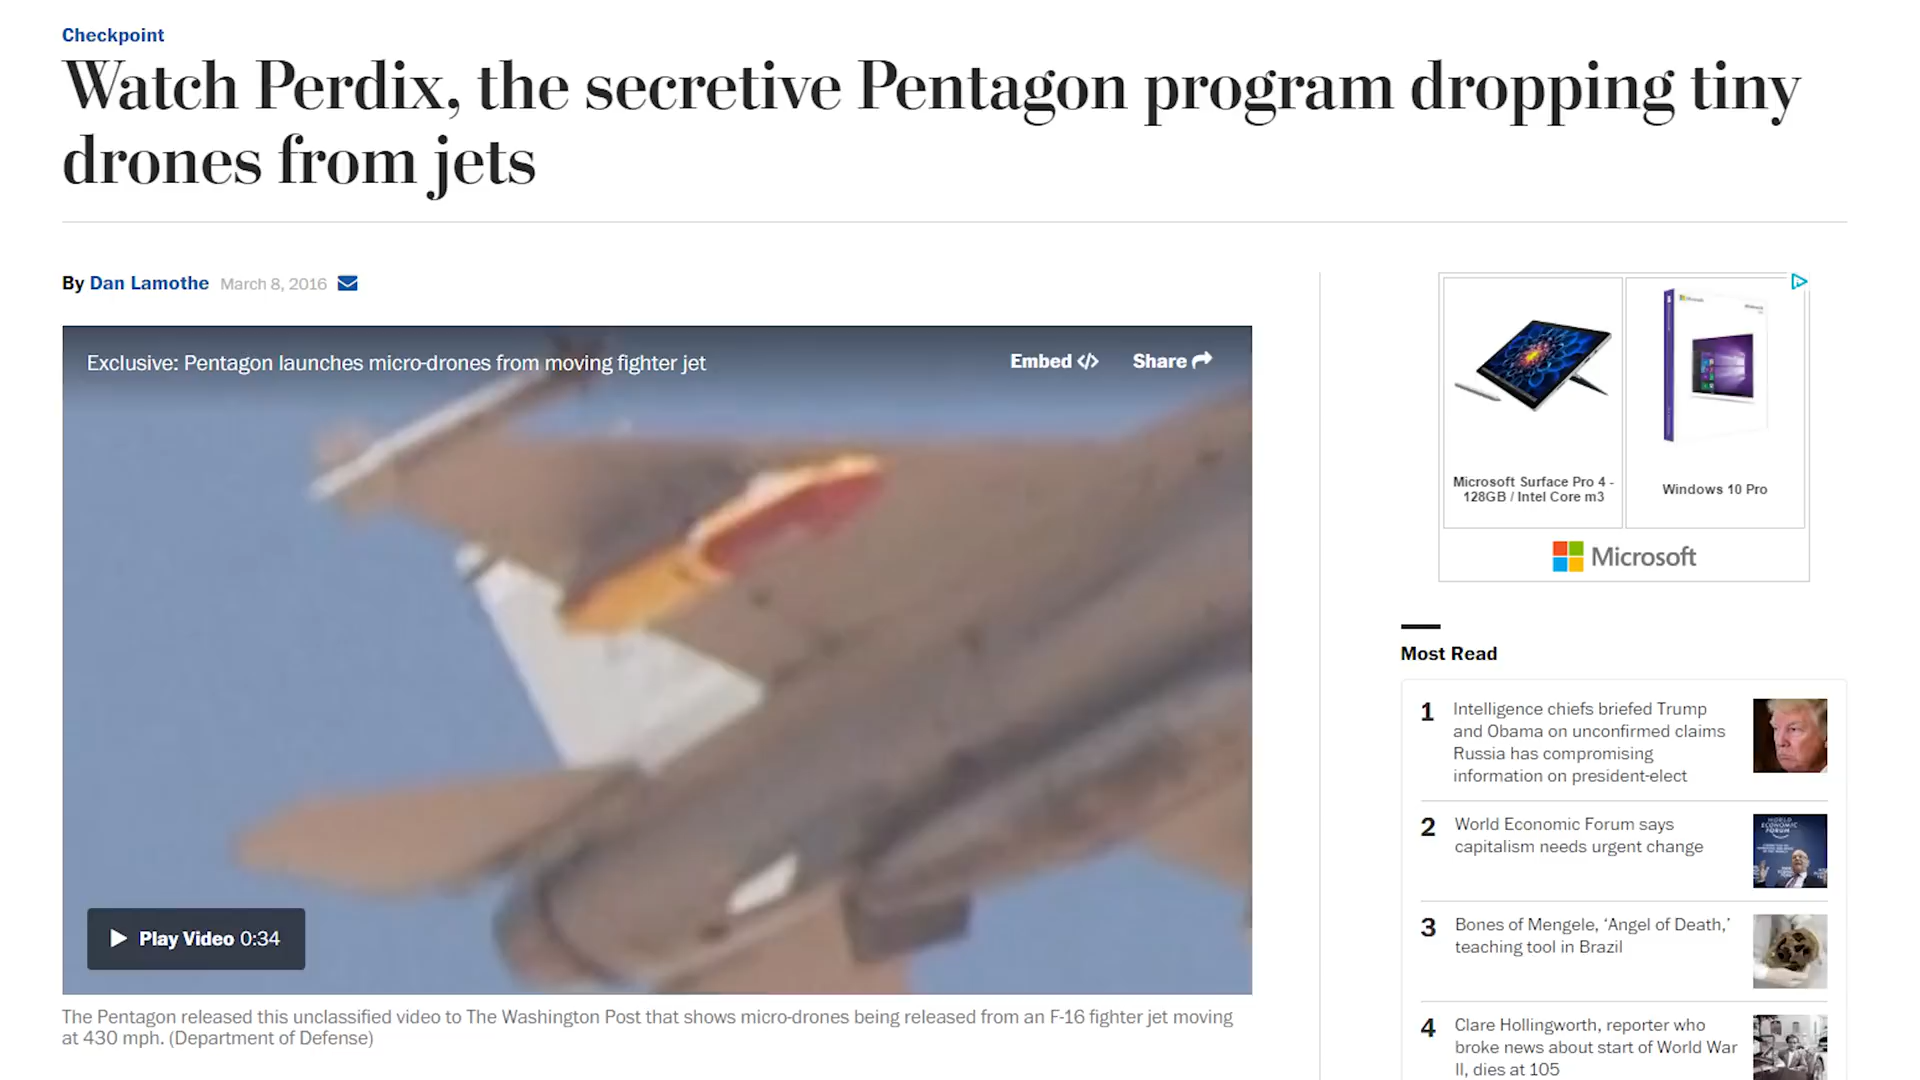 Checkpoint
Watch Perdix, the secretive Pentagon program dropping tiny
drones from jets
By Dan Lamothe March 8, 2016
Exclusive: Pentagon launches micro-drones from moving fighter jet
Embed </> Share
Play Video 0:34
The Pentagon released this unclassified video to The Washington Post that shows micro-drones being released from an F-16 fighter jet moving
at 430 mph. (Department of Defense)
Microsoft Surface Pro 4 -
128GB / Intel Core m3
Windows 10 Pro
Microsoft
Most Read
1 Intelligence chiefs briefed Trump
and Obama on unconfirmed claims
Russia has compromising
information on president-elect
2 World Economic Forum says
capitalism needs urgent change
WORLD
ECONOMIC
FORUM
3 Bones of Mengele, ‘Angel of Death,’
teaching tool in Brazil
4 Clare Hollingworth, reporter who
broke news about start of World War
II, dies at 105